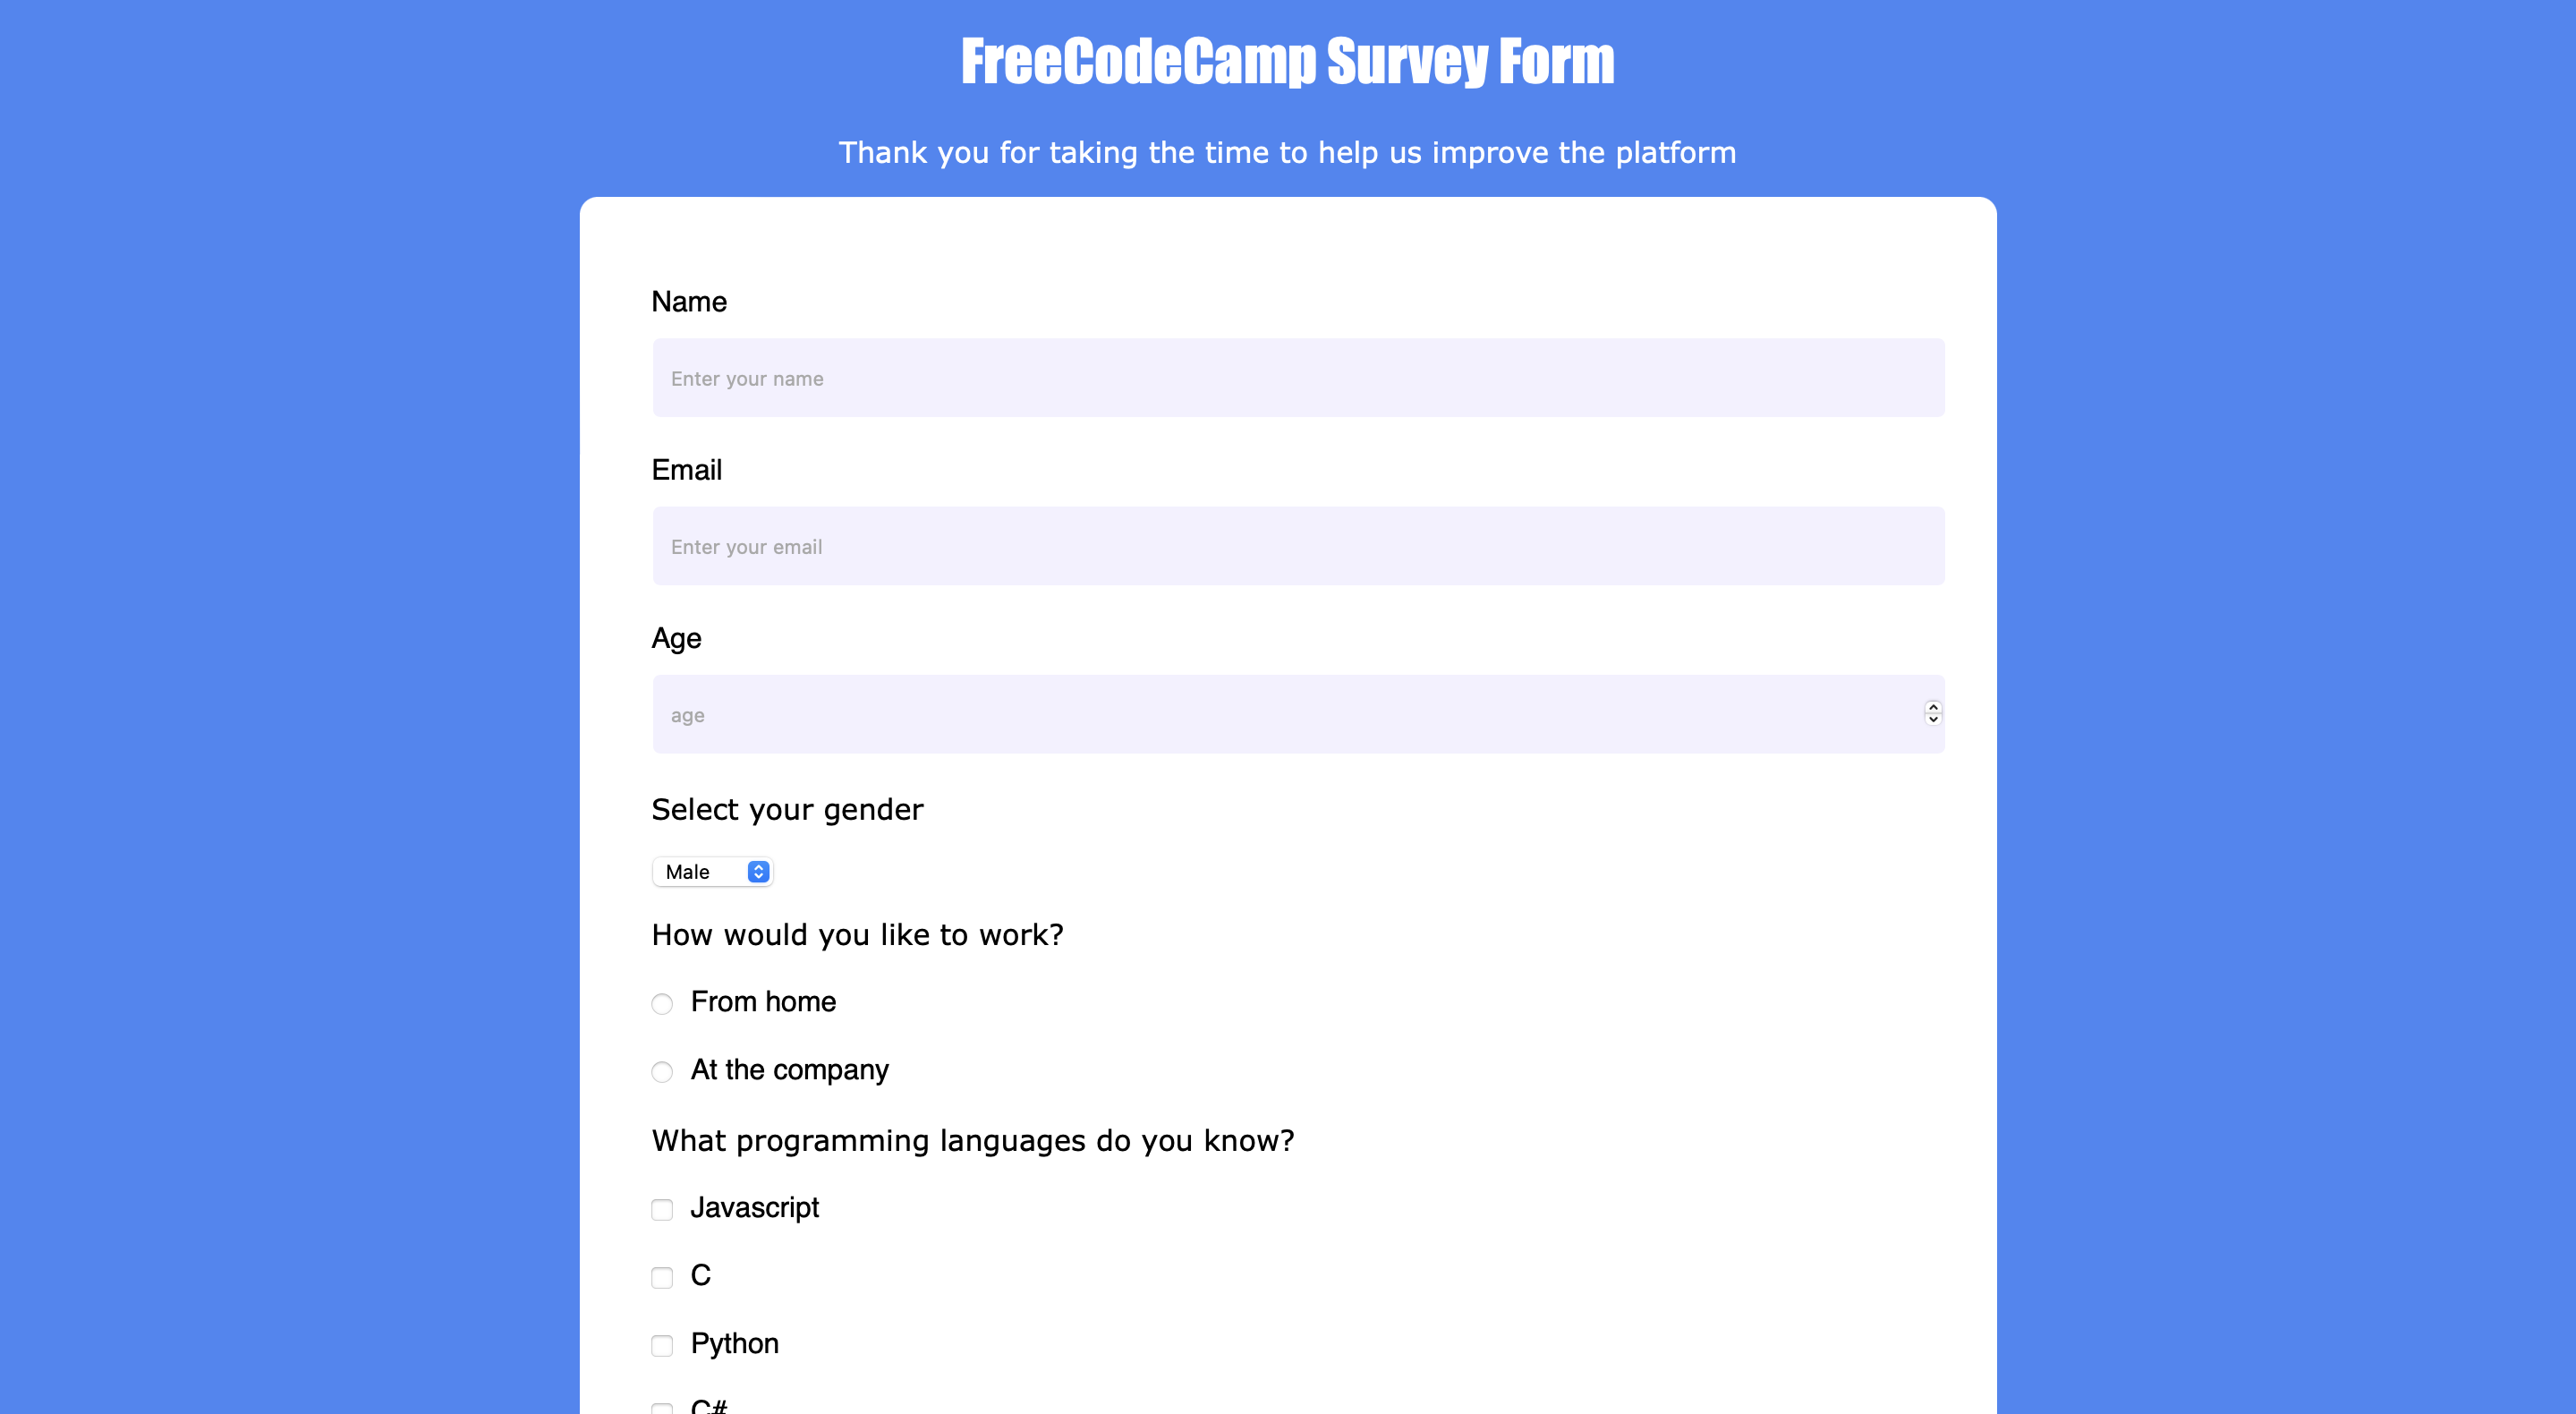 FreeCodeCamp Survey Form
Thank you for taking the time to help us improve the platform
Name
Enter your name
Email
Enter your email
Age
age
Select your gender
Male
How would you like to work?
From home
At the company
What programming languages do you know?
Javascript
C
Python
C#